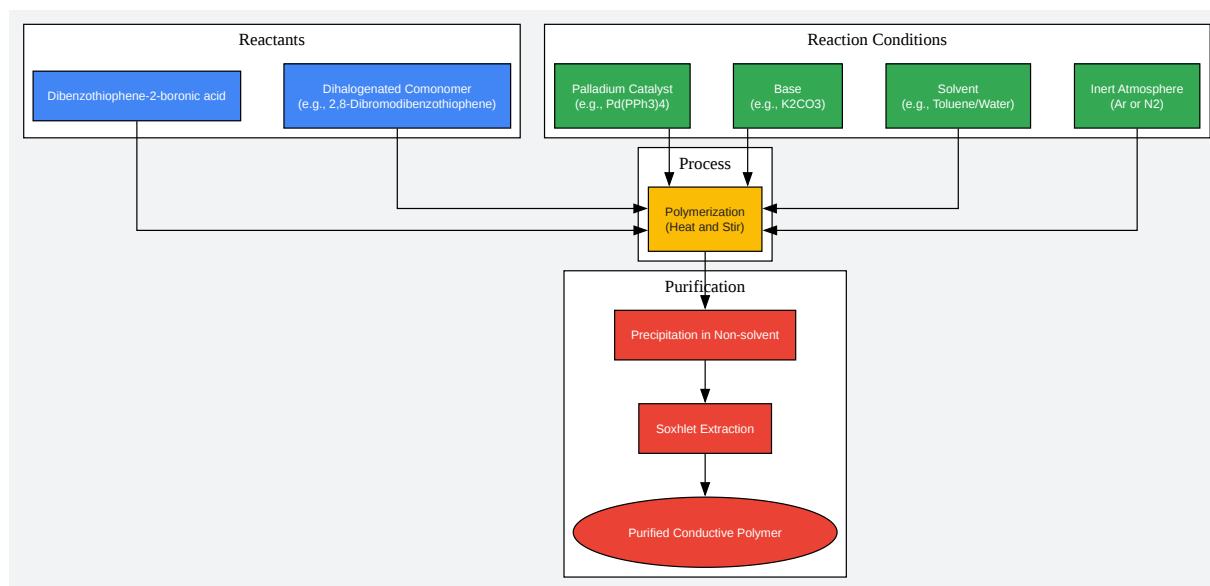 Reactants
Dibenzothiophene-2-boronic acid
Dihalogenated Comonomer
(e.g., 2,8-Dibromodibenzothiophene)
Reaction Conditions
Palladium Catalyst
(e.g., Pd(PPh3)4)
Base
(e.g., K2CO3)
Solvent
(e.g., Toluene/Water)
Inert Atmosphere
(Ar or N2)
Process
Polymerization
(Heat and Stir)
Purification
Precipitation in Non-solvent
Soxhlet Extraction
Purified Conductive Polymer